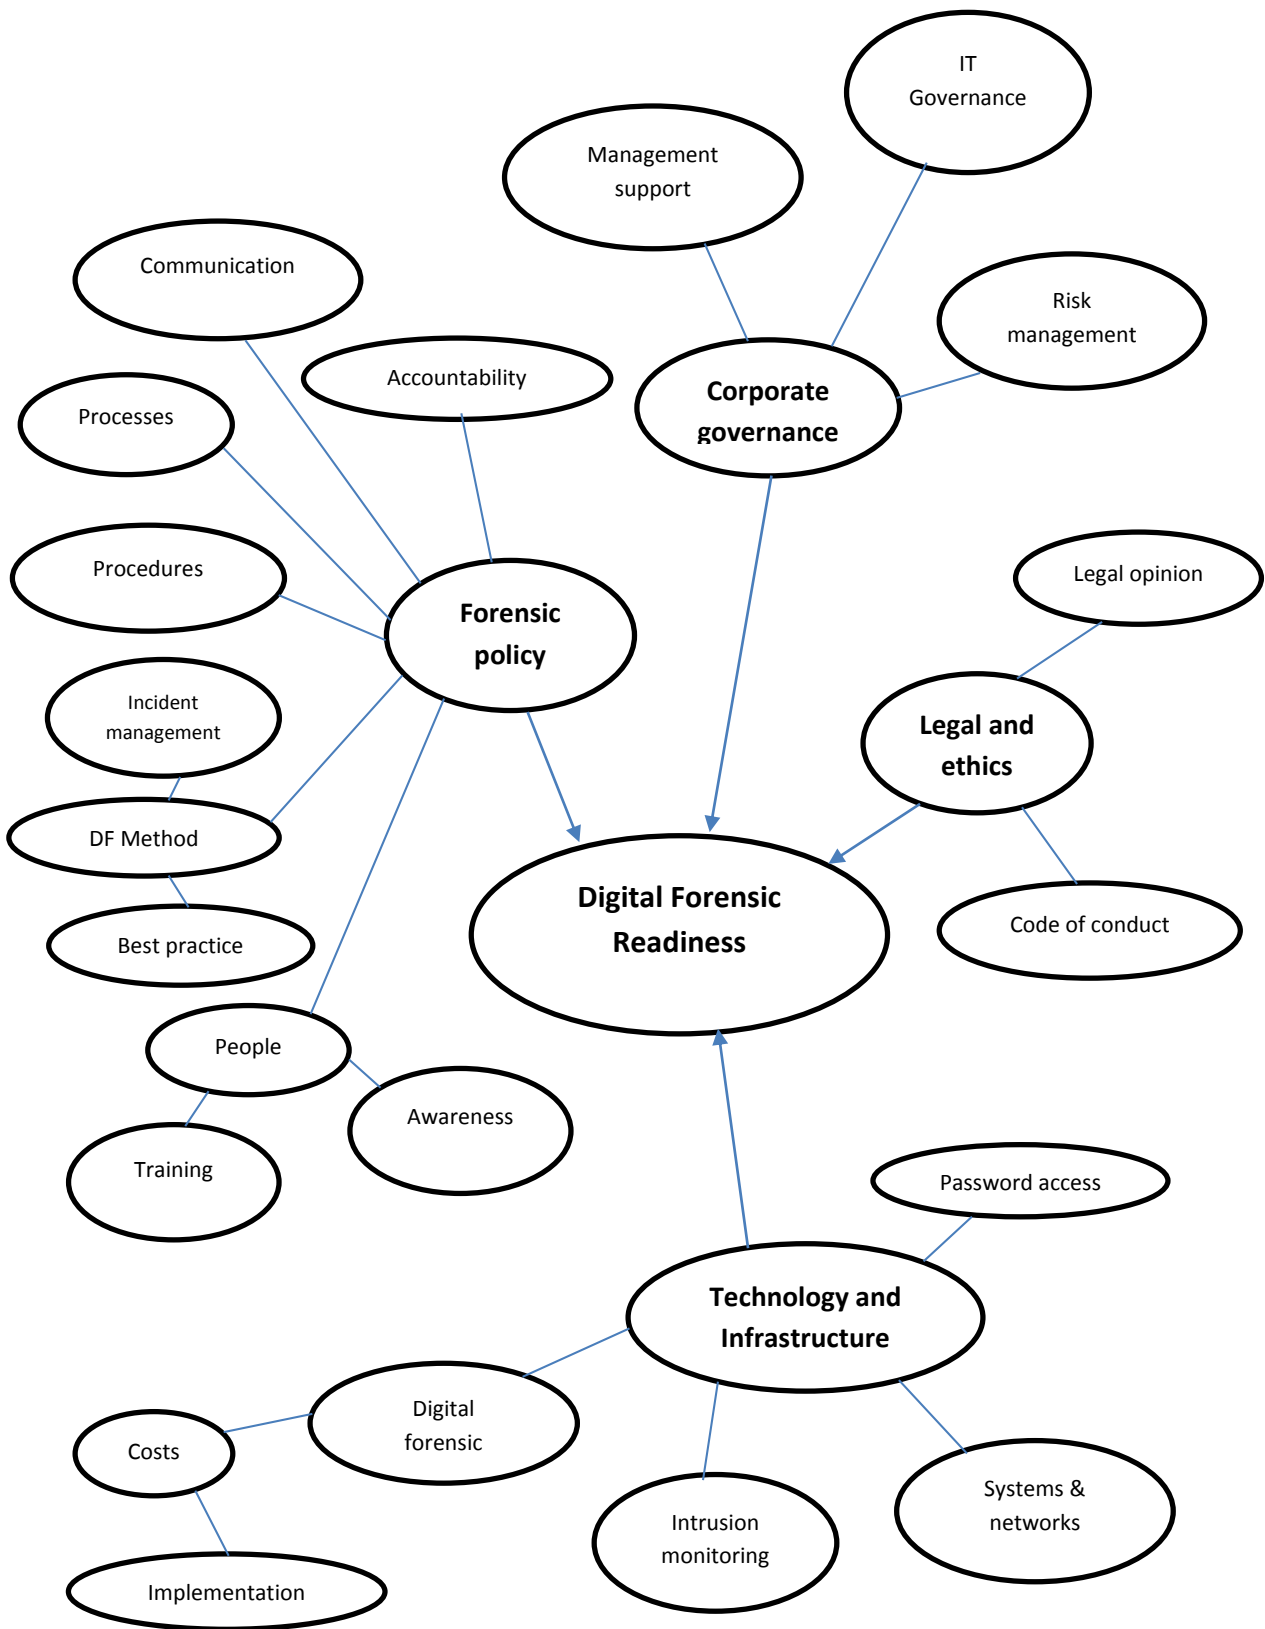 IT
Governance
Management
support
Communication
Risk
management
Accountability
Corporate
governance
Processes
Procedures
Legal opinion
Forensic
policy
Incident
management
Legal and
ethics
DF Method
Digital Forensic
Readiness
Code of conduct
Best practice
People
Awareness
Training
Password access
Technology and
Infrastructure
Digital
forensic
Costs
Systems &
networks
Intrusion
monitoring
Implementation